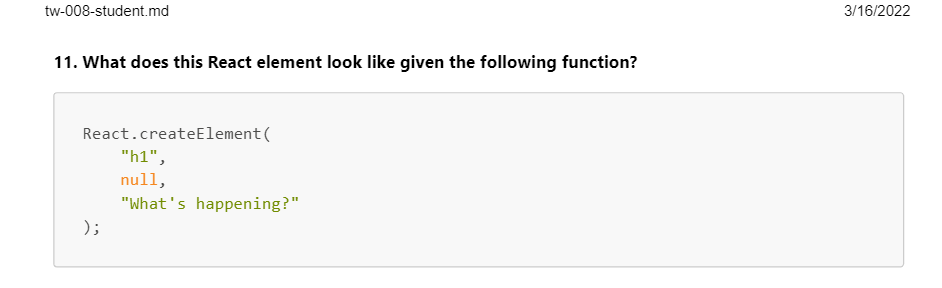 tw-008-student.md 3/16/2022
11. What does this React element look like given the following function?
React.createElement(
    "h1",
    null,
    "What's happening?"
);